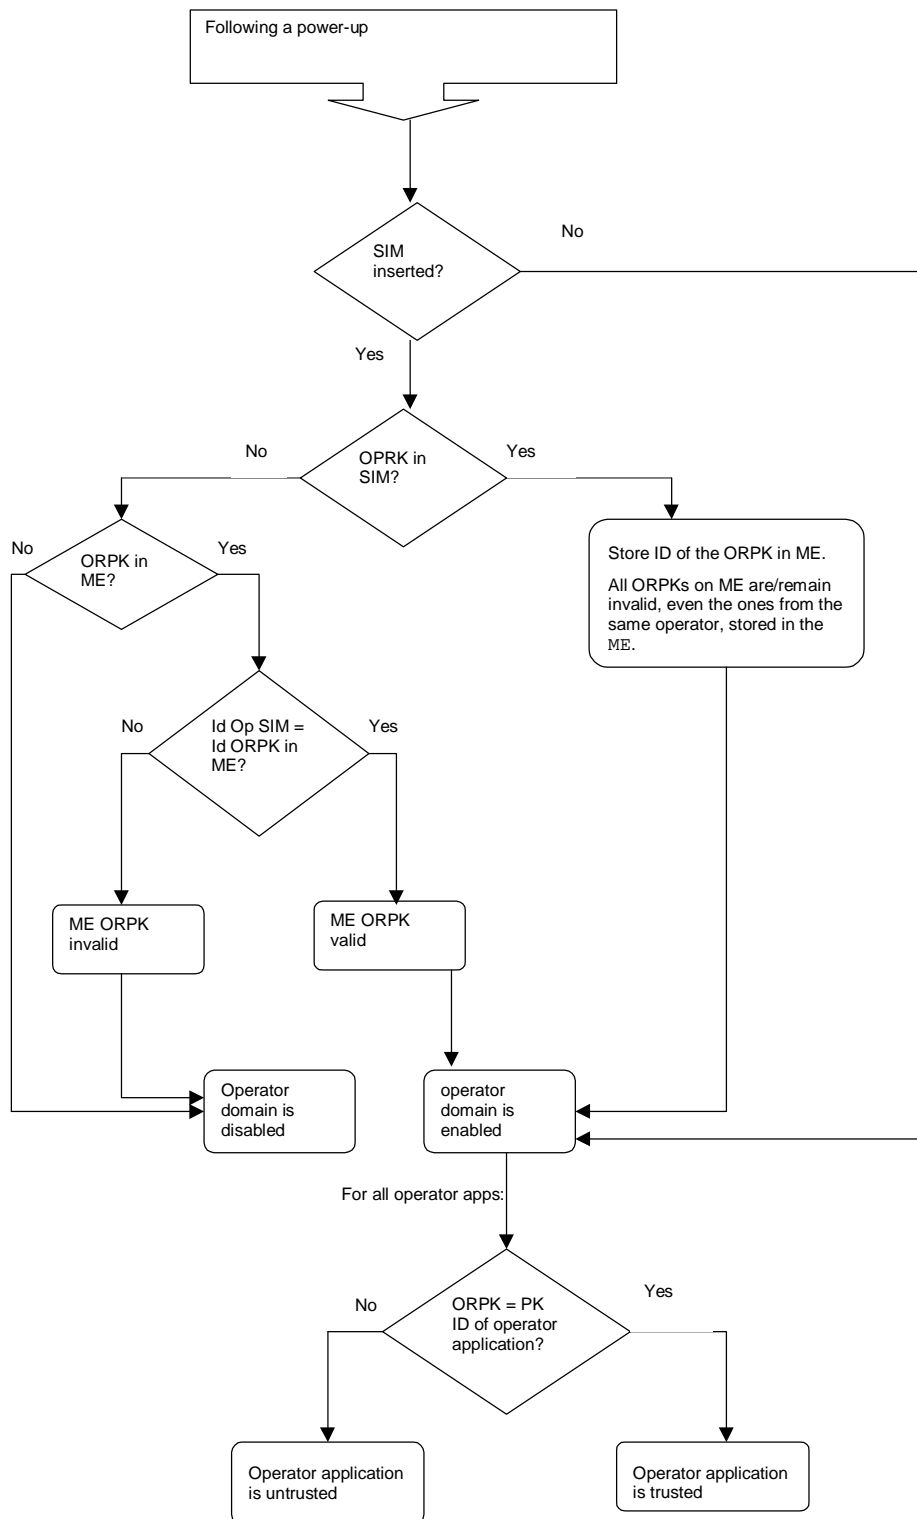 Following a power-up
SIM
inserted?
No
Yes
OPRK in
SIM?
No
Yes
ORPK in
ME?
No
Yes
Store ID of the ORPK in ME.
All ORPKs on ME are/remain
invalid, even the ones from the
same operator, stored in the
ME.
Id Op SIM =
Id ORPK in
ME?
No
Yes
ME ORPK
invalid
ME ORPK
valid
Operator
domain is
disabled
operator
domain is
enabled
For all operator apps:
ORPK = PK
ID of operator
application?
No
Yes
Operator application
is untrusted
Operator application
is trusted